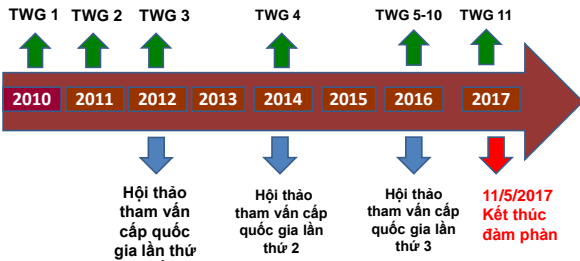 TWG 1 TWG 2 TWG 3 TWG 4 TWG 5-10 TWG 11
2010 2011 2012 2013 2014 2015 2016 2017
Hội thảo
tham vấn
cấp quốc
gia lần thứ
Hội thảo
tham vấn cấp
quốc gia lần
thứ 2
Hội thảo
tham vấn cấp
quốc gia lần
thứ 3
11/5/2017
Kết thúc
đàm phàn